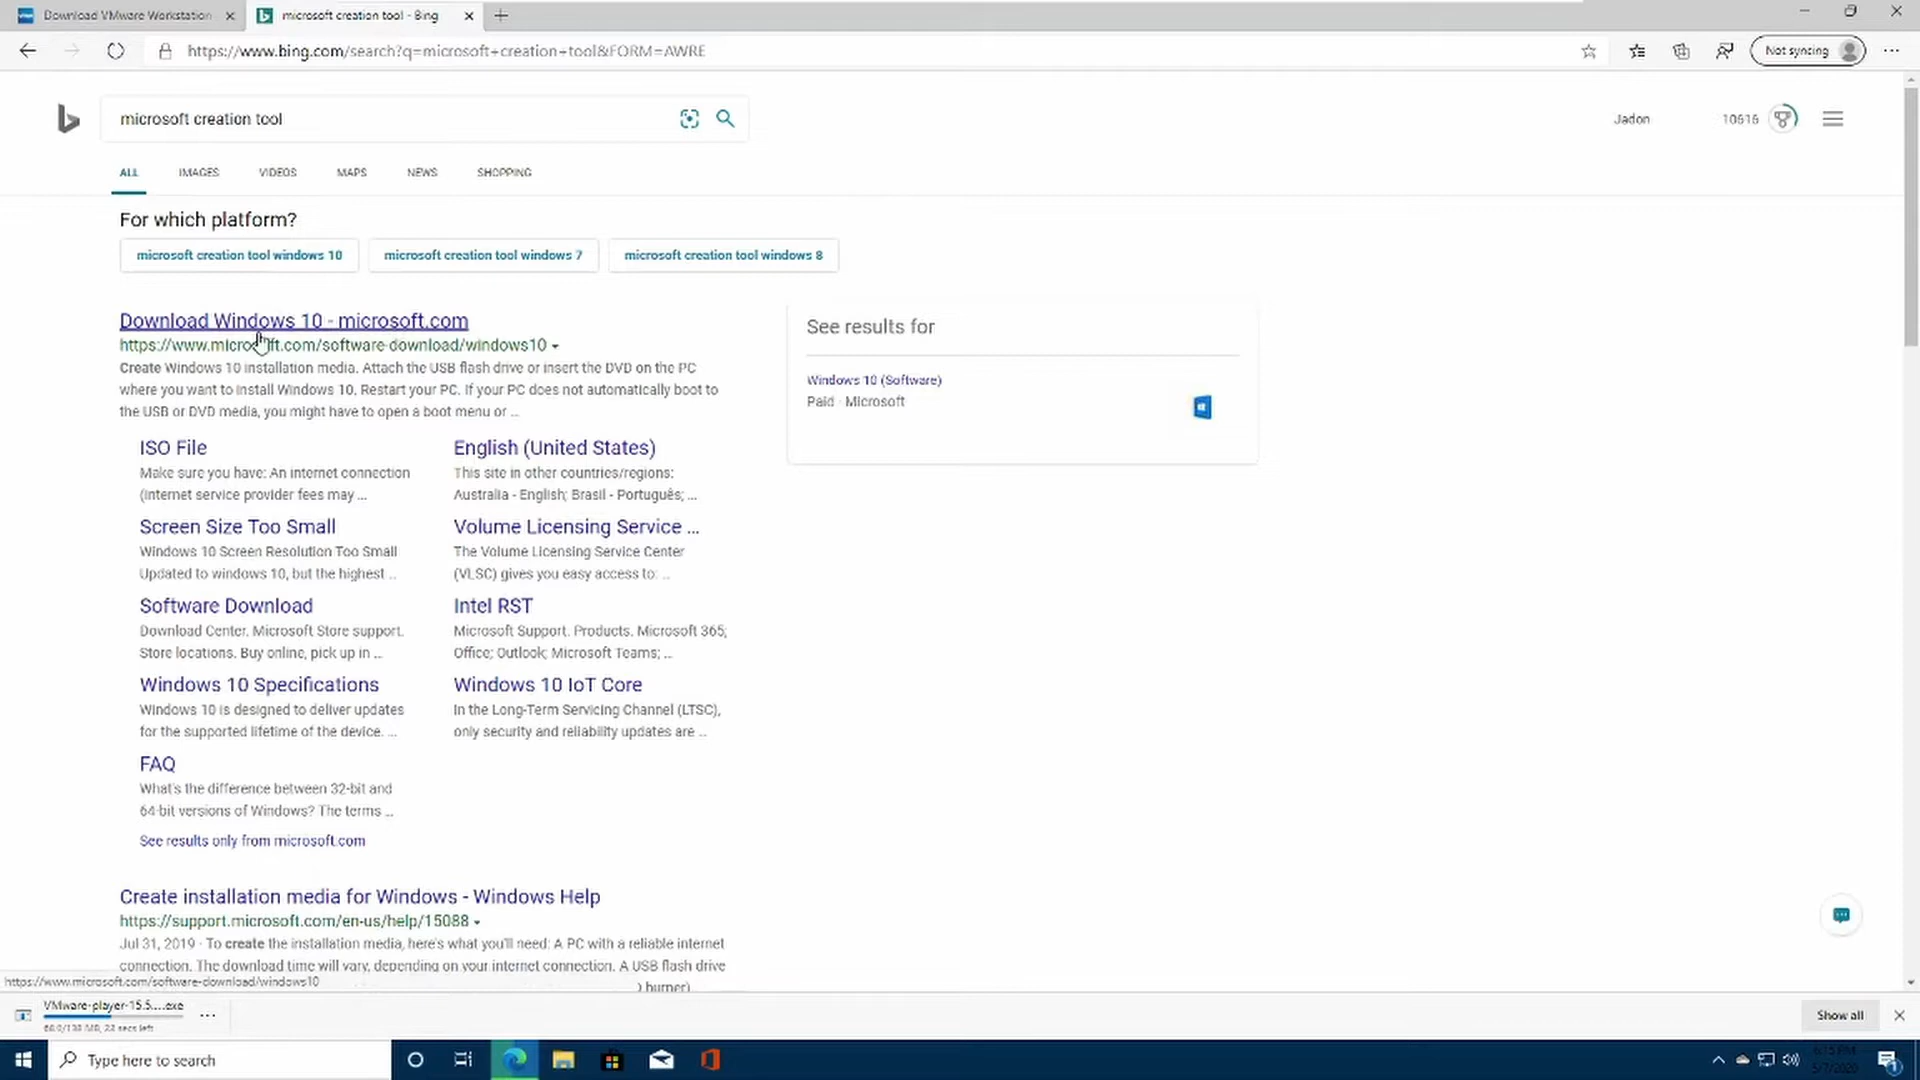 Download VMware Workstation
microsoft creation tool - Bing
https://www.bing.com/search?q=microsoft+creation+tool&FORM=AWRE
Not syncing
microsoft creation tool
Jadon
10616
ALL
IMAGES
VIDEOS
MAPS
NEWS
SHOPPING
For which platform?
microsoft creation tool windows 10
microsoft creation tool windows 7
microsoft creation tool windows 8
Download Windows 10 - microsoft.com
https://www.microsoft.com/software-download/windows10
Create Windows 10 installation media. Attach the USB flash drive or insert the DVD on the PC
where you want to install Windows 10. Restart your PC. If your PC does not automatically boot to
the USB or DVD media, you might have to open a boot menu or ...
See results for
Windows 10 (Software)
Paid · Microsoft
ISO File
Make sure you have: An internet connection
(internet service provider fees may ...
English (United States)
This site in other countries/regions:
Australia - English; Brasil - Português; ...
Screen Size Too Small
Windows 10 Screen Resolution Too Small
Updated to windows 10, but the highest ...
Volume Licensing Service ...
The Volume Licensing Service Center
(VLSC) gives you easy access to: ...
Software Download
Download Center. Microsoft Store support.
Store locations. Buy online, pick up in ...
Intel RST
Microsoft Support. Products. Microsoft 365;
Office; Outlook; Microsoft Teams; ...
Windows 10 Specifications
Windows 10 is designed to deliver updates
for the supported lifetime of the device. ...
Windows 10 IoT Core
In the Long-Term Servicing Channel (LTSC),
only security and reliability updates are ...
FAQ
What's the difference between 32-bit and
64-bit versions of Windows? The terms ...
See results only from microsoft.com
Create installation media for Windows - Windows Help
https://support.microsoft.com/en-us/help/15088
Jul 31, 2019 · To create the installation media, here's what you'll need: A PC with a reliable internet
connection. The download time will vary, depending on your internet connection. A USB flash drive
burner)
https://www.microsoft.com/software-download/windows10
VMware-player-15.5....exe
secs left
Show all
Type here to search
6:15 PM
5/7/2020